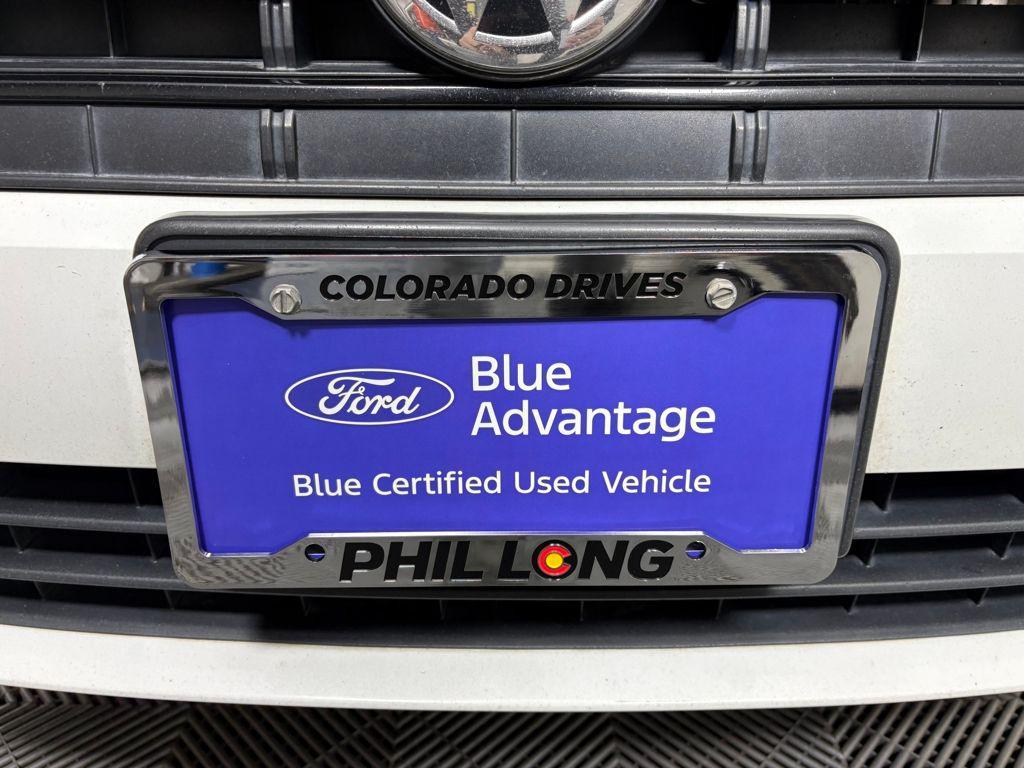 COLORADO DRIVES
Ford
Blue
Advantage
Blue Certified Used Vehicle
PHIL LONG